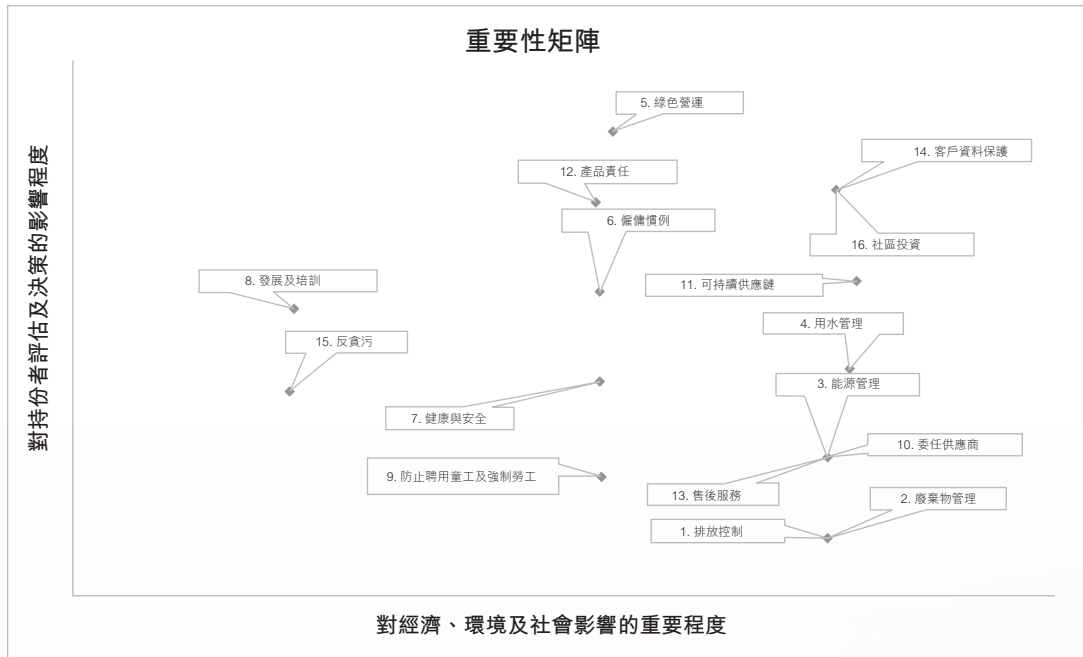 重要性矩陣
5. 綠色營運
14. 客戶資料保護
12. 產品責任
6. 僱傭慣例
16. 社區投資
8. 發展及培訓
11. 可持續供應鏈
4. 用水管理
15. 反貪污
3. 能源管理
7. 健康與安全
10. 委任供應商
9. 防止聘用童工及強制勞工
13. 售後服務
2. 廢棄物管理
1. 排放控制
對持份者評估及決策的影響程度
對經濟、環境及社會影響的重要程度